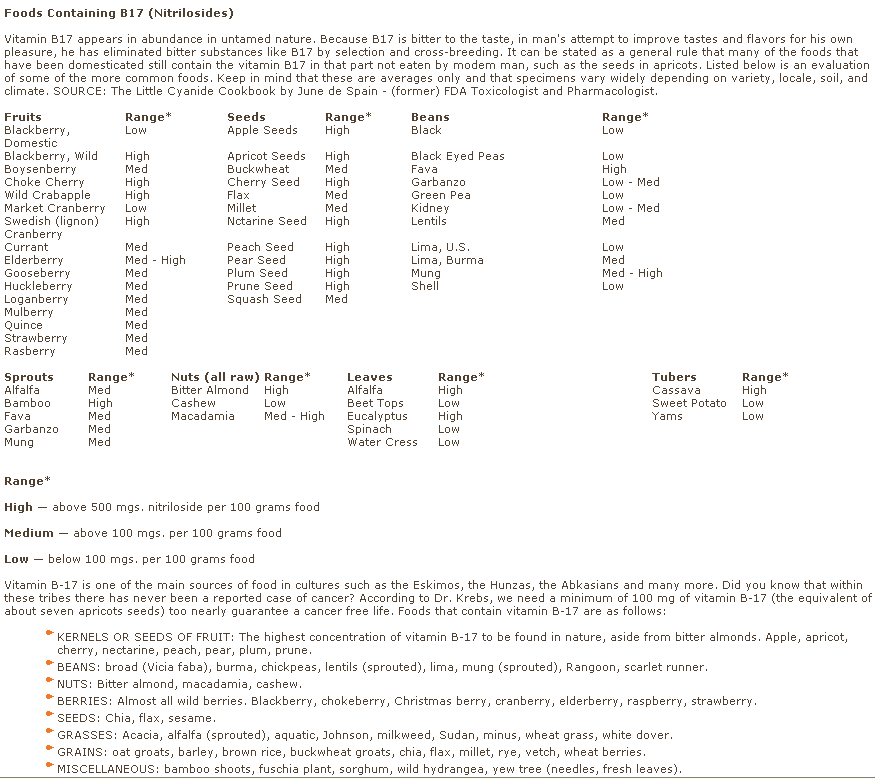 Foods Containing B17 (Nitrilosides)
Vitamin B17 appears in abundance in untamed nature. Because B17 is bitter to the taste, in man's attempt to improve tastes and flavors for his own
pleasure, he has eliminated bitter substances like B17 by selection and cross-breeding. It can be stated as a general rule that many of the foods that
have been domesticated still contain the vitamin B17 in that part not eaten by modem man, such as the seeds in apricots. Listed below is an evaluation
of some of the more common foods. Keep in mind that these are averages only and that specimens vary widely depending on variety, locale, soil, and
climate. SOURCE: The Little Cyanide Cookbook by June de Spain - (former) FDA Toxicologist and Pharmacologist.
Fruits Range* Seeds Range* Beans Range*
Blackberry, Low Apple Seeds High Black Low
Domestic
Blackberry, Wild High Apricot Seeds High Black Eyed Peas Low
Boysenberry Med Buckwheat Med Fava High
Choke Cherry High Cherry Seed High Garbanzo Low - Med
Wild Crabapple High Flax Med Green Pea Low
Market Cranberry Low Millet Med Kidney Low - Med
Swedish (lignon) High Nctarine Seed High Lentils Med
Cranberry
Currant Med Peach Seed High Lima, U.S. Low
Elderberry Med - High Pear Seed High Lima, Burma Med
Gooseberry Med Plum Seed High Mung Med - High
Huckleberry Med Prune Seed High Shell Low
Loganberry Med Squash Seed Med
Mulberry Med
Quince Med
Strawberry Med
Rasberry Med
Sprouts Range* Nuts (all raw) Range* Leaves Range* Tubers Range*
Alfalfa Med Bitter Almond High Alfalfa High Cassava High
Bamboo High Cashew Low Beet Tops Low Sweet Potato Low
Fava Med Macadamia Med - High Eucalyptus High Yams Low
Garbanzo Med Spinach Low
Mung Med Water Cress Low
Range*
High — above 500 mgs. nitriloside per 100 grams food
Medium — above 100 mgs. per 100 grams food
Low — below 100 mgs. per 100 grams food
Vitamin B-17 is one of the main sources of food in cultures such as the Eskimos, the Hunzas, the Abkasians and many more. Did you know that within
these tribes there has never been a reported case of cancer? According to Dr. Krebs, we need a minimum of 100 mg of vitamin B-17 (the equivalent of
about seven apricots seeds) too nearly guarantee a cancer free life. Foods that contain vitamin B-17 are as follows:
KERNELS OR SEEDS OF FRUIT: The highest concentration of vitamin B-17 to be found in nature, aside from bitter almonds. Apple, apricot,
cherry, nectarine, peach, pear, plum, prune.
BEANS: broad (Vicia faba), burma, chickpeas, lentils (sprouted), lima, mung (sprouted), Rangoon, scarlet runner.
NUTS: Bitter almond, macadamia, cashew.
BERRIES: Almost all wild berries. Blackberry, chokeberry, Christmas berry, cranberry, elderberry, raspberry, strawberry.
SEEDS: Chia, flax, sesame.
GRASSES: Acacia, alfalfa (sprouted), aquatic, Johnson, milkweed, Sudan, minus, wheat grass, white dover.
GRAINS: oat groats, barley, brown rice, buckwheat groats, chia, flax, millet, rye, vetch, wheat berries.
MISCELLANEOUS: bamboo shoots, fuschia plant, sorghum, wild hydrangea, yew tree (needles, fresh leaves).